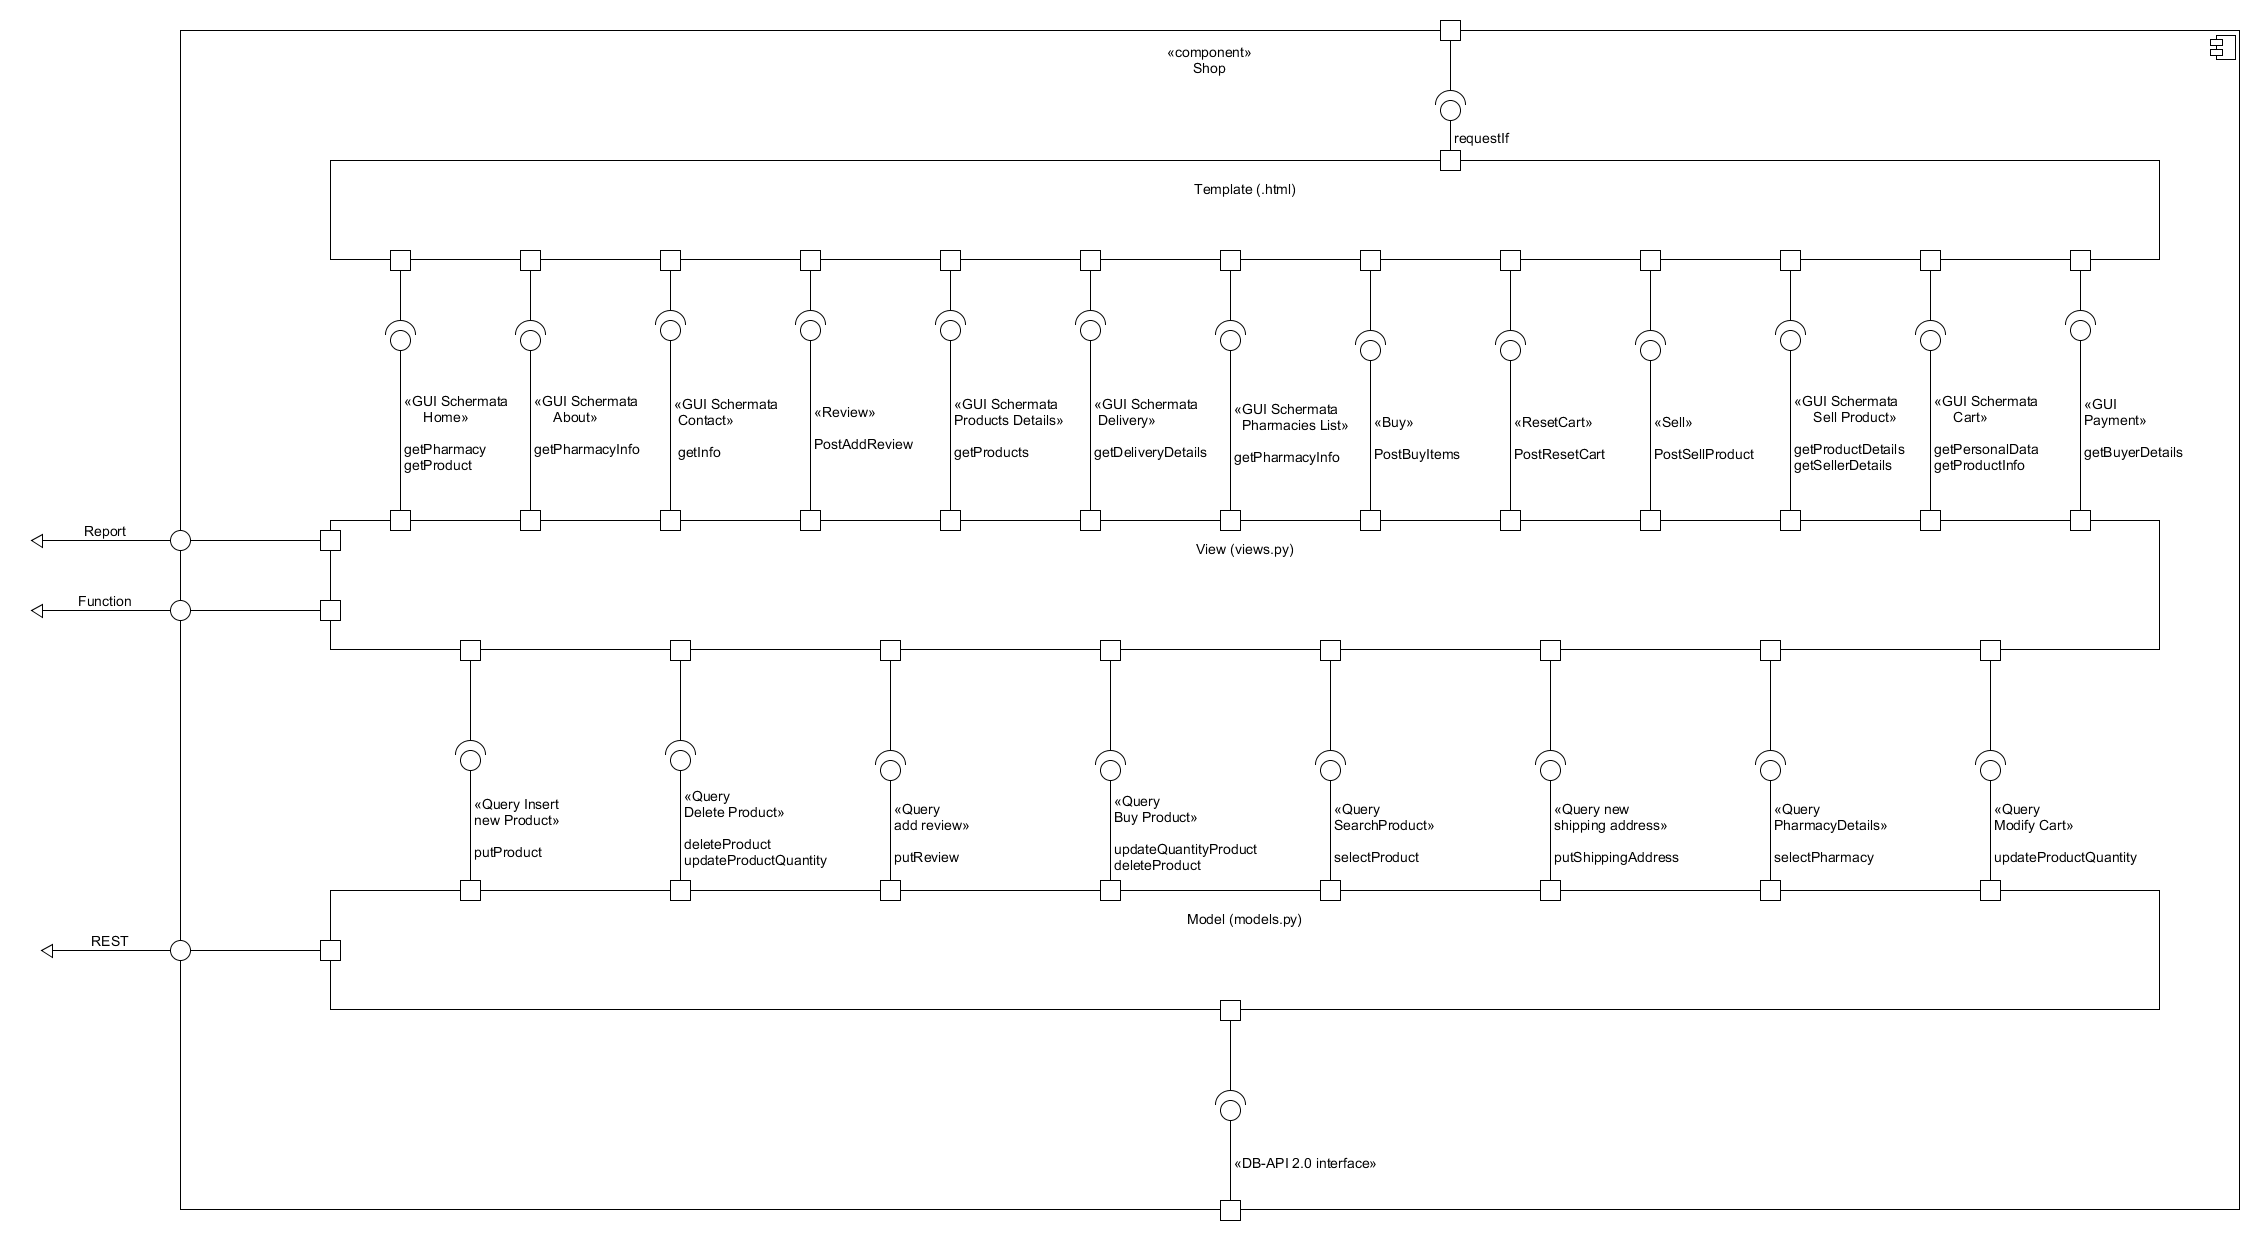 «component»
Shop
requestIf
Template (.html)
«GUI Schermata
Home»
getPharmacy
getProduct
«GUI Schermata
About»
getPharmacyInfo
«GUI Schermata
Contact»
getInfo
«Review»
PostAddReview
«GUI Schermata
Products Details»
getProducts
«GUI Schermata
Delivery»
getDeliveryDetails
«GUI Schermata
Pharmacies List»
getPharmacyInfo
«Buy»
PostBuyItems
«ResetCart»
PostResetCart
«Sell»
PostSellProduct
«GUI Schermata
Sell Product»
getProductDetails
getSellerDetails
«GUI Schermata
Cart»
getPersonalData
getProductInfo
«GUI
Payment»
getBuyerDetails
Report
View (views.py)
Function
«Query Insert
new Product»
putProduct
«Query
Delete Product»
deleteProduct
updateProductQuantity
«Query
add review»
putReview
«Query
Buy Product»
updateQuantityProduct
deleteProduct
«Query
SearchProduct»
selectProduct
«Query new
shipping address»
putShippingAddress
«Query
PharmacyDetails»
selectPharmacy
«Query
Modify Cart»
updateProductQuantity
Model (models.py)
REST
«DB-API 2.0 interface»